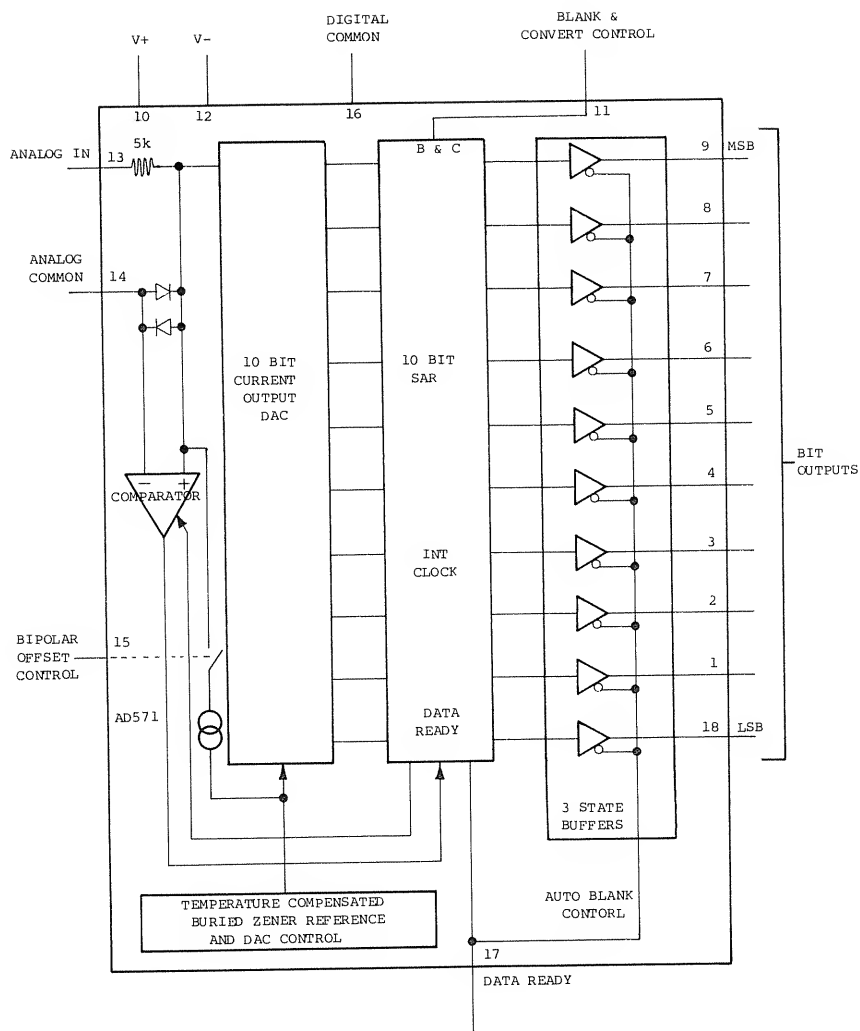 DIGITAL
COMMON
BLANK &
CONVERT CONTROL
V+
V-
10
12
16
11
ANALOG IN
13
5k
B & C
9
MSB
8
ANALOG
COMMON
14
7
10 BIT
CURRENT
OUTPUT
DAC
10 BIT
SAR
6
5
BIT
OUTPUTS
4
- +
COMPARATOR
INT
CLOCK
3
2
BIPOLAR
OFFSET
CONTROL
15
1
AD571
DATA
READY
18
LSB
3 STATE
BUFFERS
TEMPERATURE COMPENSATED
BURIED ZENER REFERENCE
AND DAC CONTROL
AUTO BLANK
CONTORL
17
DATA READY